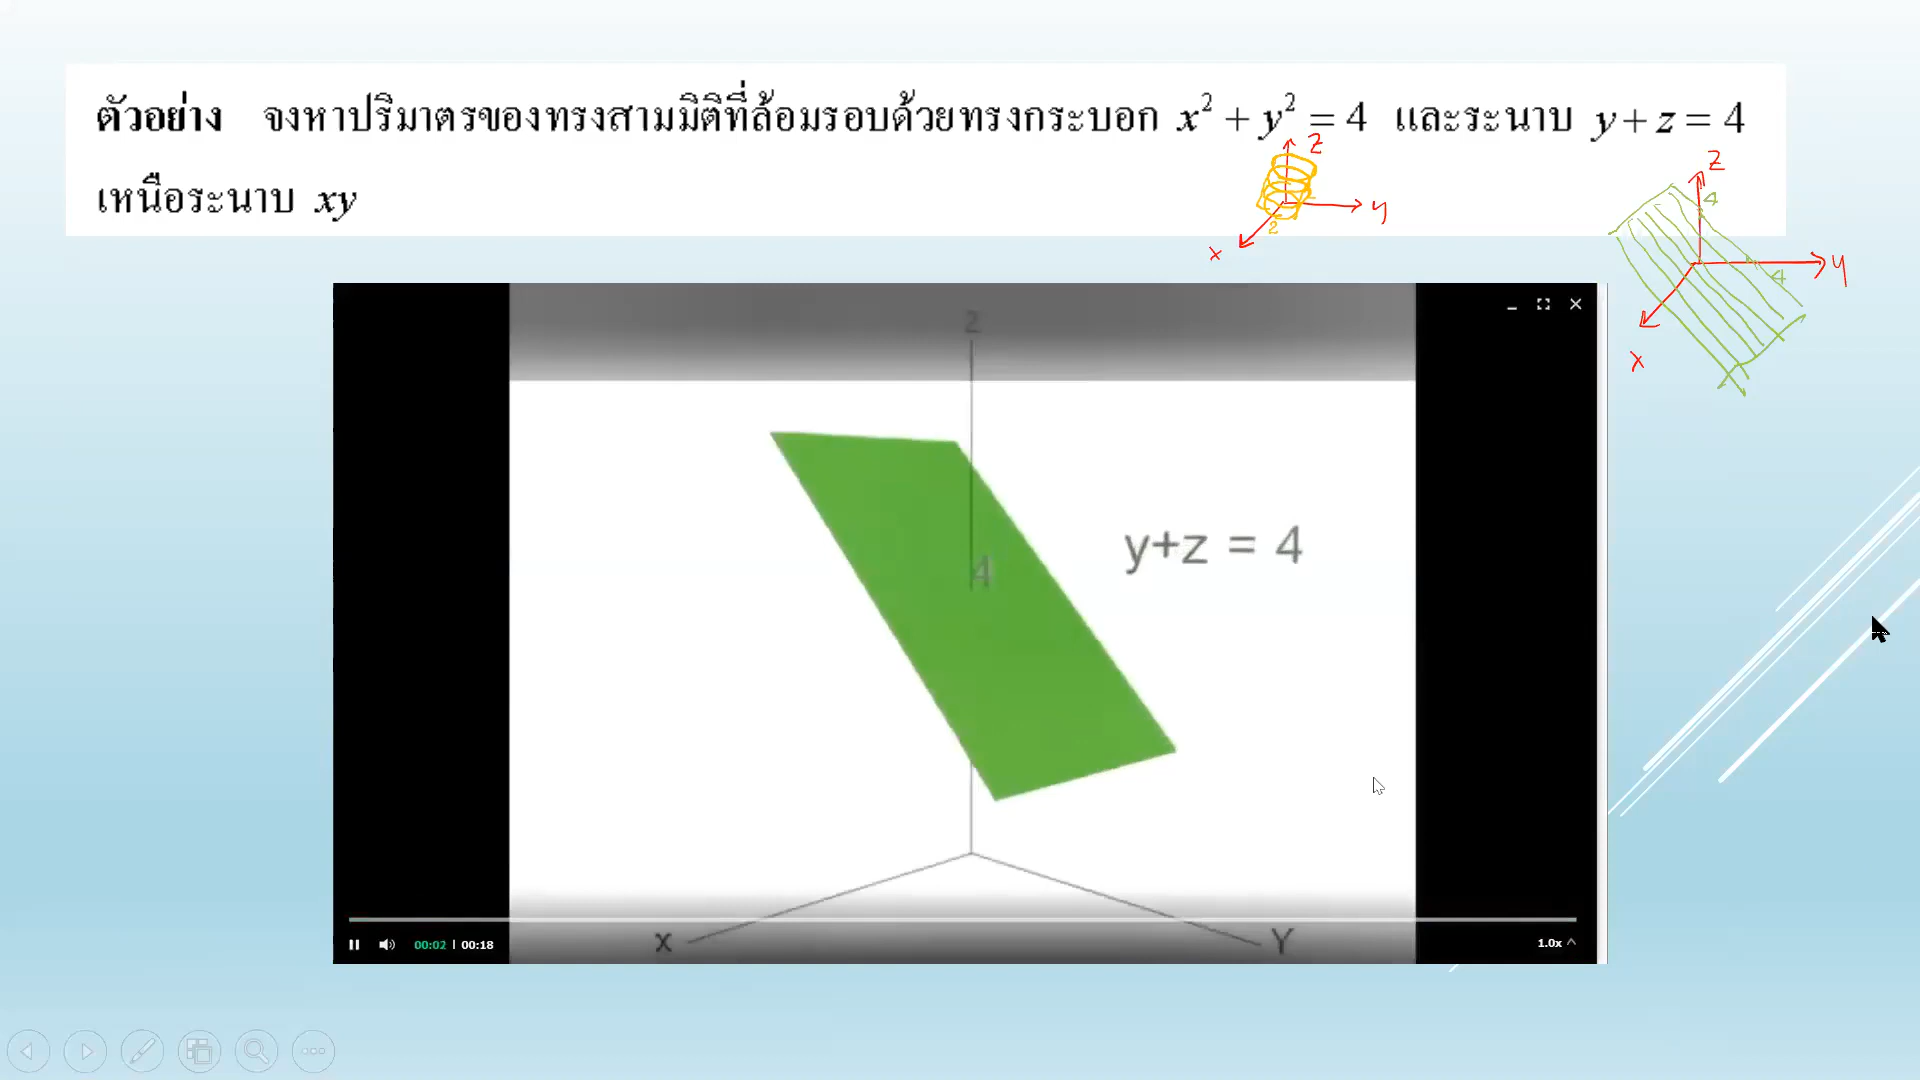 ตัวอย่าง จงหาปริมาตรของทรงสามมิติที่ล้อมรอบด้วยทรงกระบอก x² + y² = 4 และระนาบ y + z = 4
เหนือระนาบ xy
z
y
x
2
z
4
y
4
x
z
4
y+z = 4
x
Y
00:02 | 00:18
1.0x